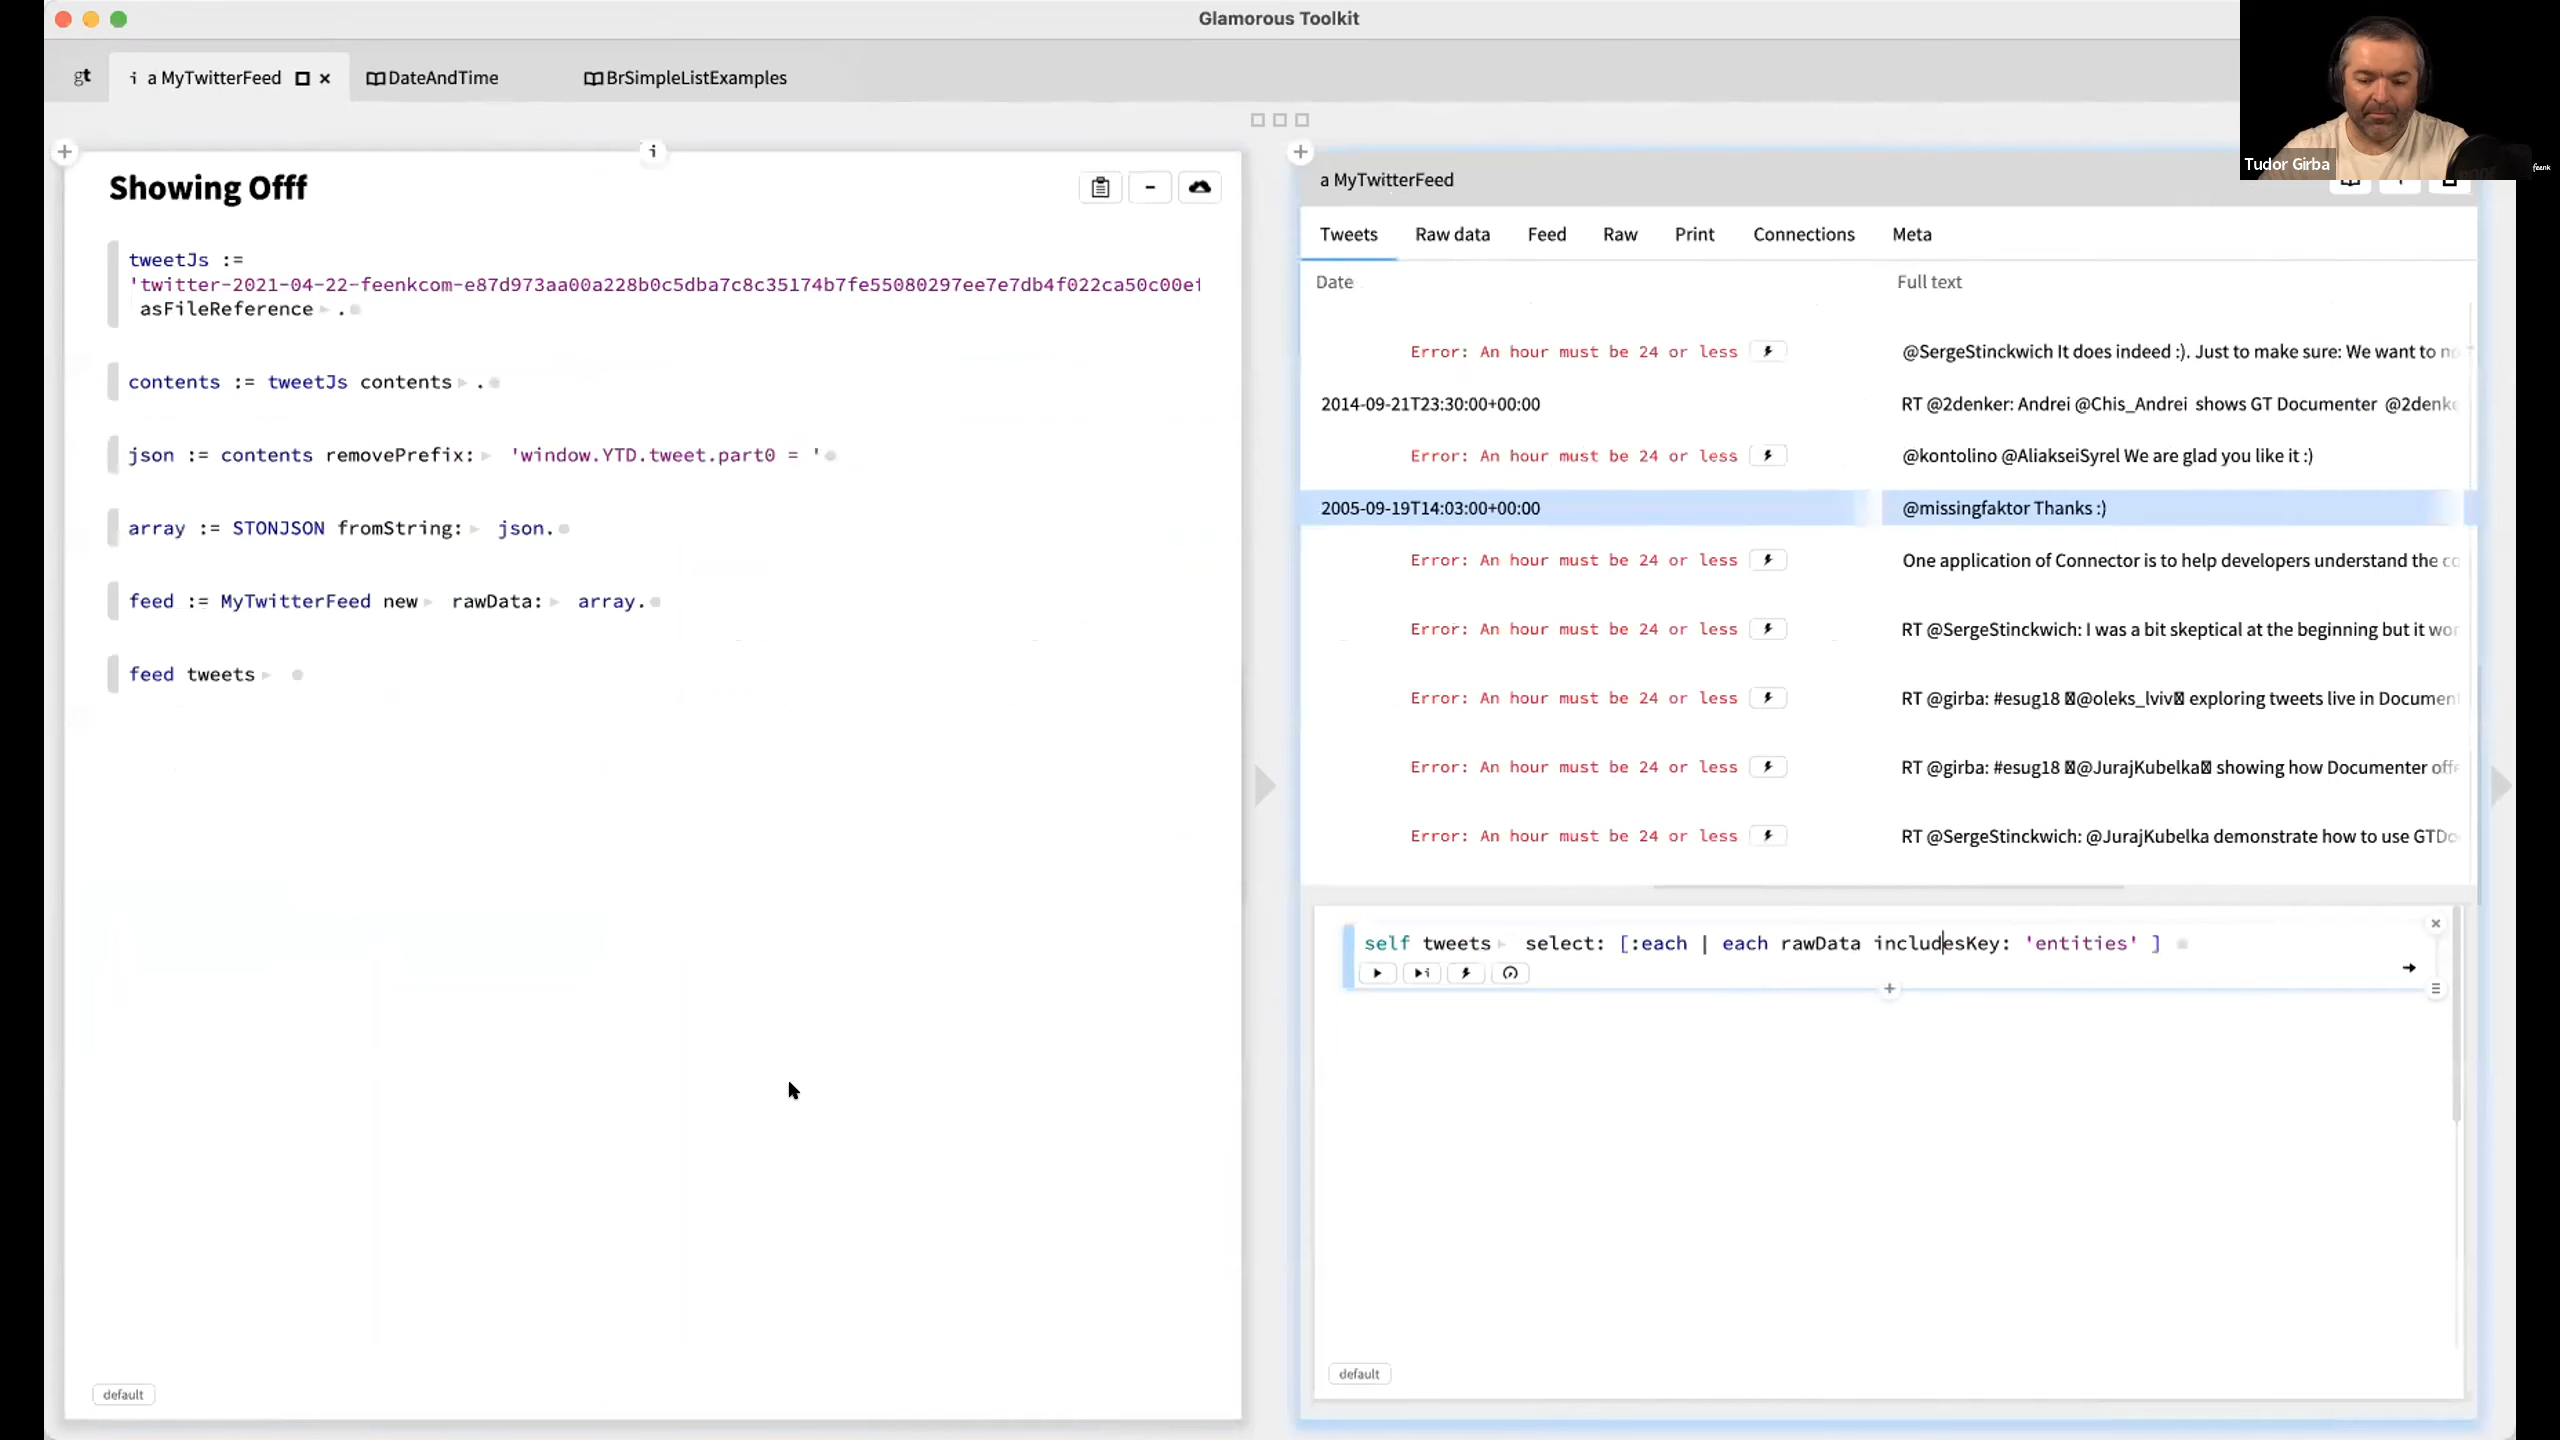 Glamorous Toolkit
gt
i a MyTwitterFeed
DateAndTime
BrSimpleListExamples
Tudor Girba
feenk
i
Showing Offf
tweetJs :=
'twitter-2021-04-22-feenkcom-e87d973aa00a228b0c5dba7c8c35174b7fe55080297ee7e7db4f022ca50c00e
asFileReference .
contents := tweetJs contents .
json := contents removePrefix: 'window.YTD.tweet.part0 = '
array := STONJSON fromString: json.
feed := MyTwitterFeed new rawData: array.
feed tweets
default
a MyTwitterFeed
Tweets Raw data Feed Raw Print Connections Meta
Date Full text
Error: An hour must be 24 or less @SergeStinckwich It does indeed :). Just to make sure: We want to
2014-09-21T23:30:00+00:00 RT @2denker: Andrei @Chis_Andrei shows GT Documenter @2denke
Error: An hour must be 24 or less @kontolino @AliakseiSyrel We are glad you like it :)
2005-09-19T14:03:00+00:00 @missingfaktor Thanks :)
Error: An hour must be 24 or less One application of Connector is to help developers understand the co
Error: An hour must be 24 or less RT @SergeStinckwich: I was a bit skeptical at the beginning but it wor
Error: An hour must be 24 or less RT @girba: #esug18 @oleks_lviv exploring tweets live in Documen
Error: An hour must be 24 or less RT @girba: #esug18 @JurajKubelka showing how Documenter off
Error: An hour must be 24 or less RT @SergeStinckwich: @JurajKubelka demonstrate how to use GTDo
self tweets select: [:each | each rawData includesKey: 'entities' ]
default